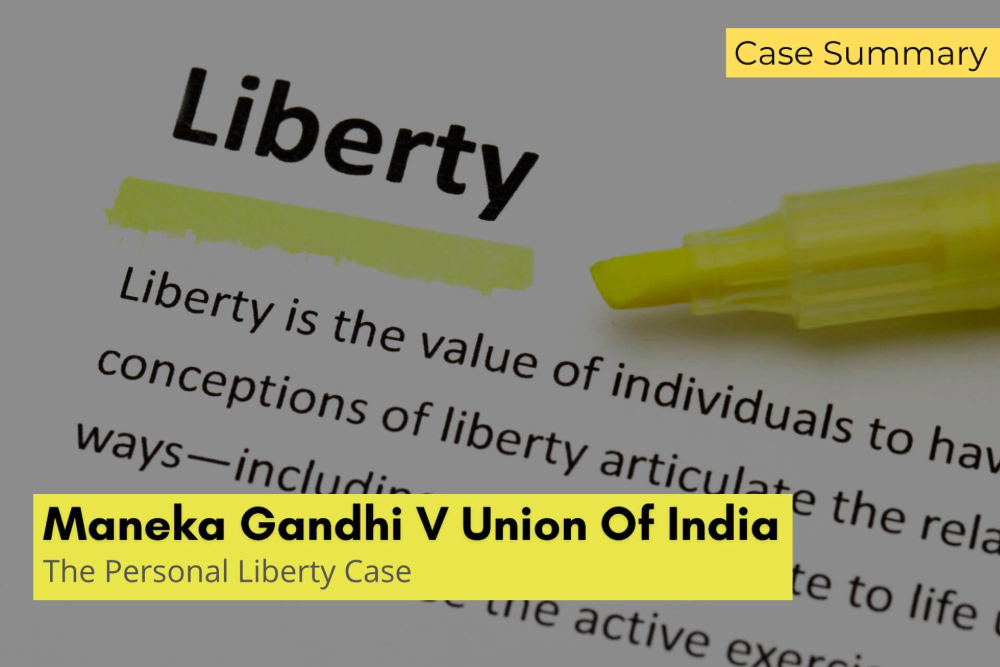 Case Summary
Liberty
Liberty is the value of individuals to hav
conceptions of liberty articulate the rela
ways—including
Maneka Gandhi V Union Of India
The Personal Liberty Case
te to life
the active exerci